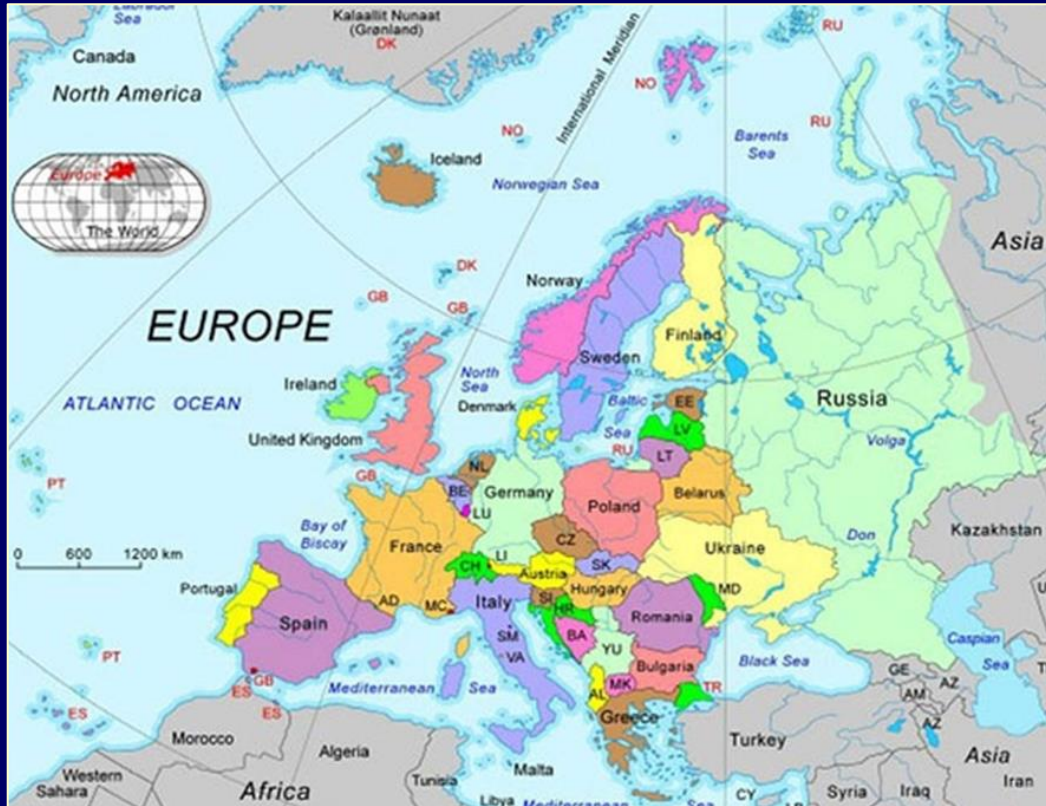 Labrador
Sea
Kalaallit Nunaat
(Grønland)
DK
Canada
North America
International Meridian
RU
NO
RU
Barents
Sea
NO
Iceland
Norwegian Sea
Europe
The World
Asia
DK
Norway
GB
GB
EUROPE
Finland
Sweden
North
Sea
Ireland
Denmark
Baltic
Sea
EE
Russia
ATLANTIC OCEAN
LV
United Kingdom
Volga
RU
LT
NL
GB
PT
BE
Germany
Poland
Belarus
LU
Bay of
Biscay
Kazakhstan
Don
CZ
0 600 1200 km
France
Ukraine
LI
CH
Austria
SK
Portugal
MD
Hungary
AD
MC
Italy
SI
HR
Romania
Spain
SM
BA
YU
VA
Caspian
Sea
PT
Bulgaria
Black Sea
GE
ES
GB
Mediterranean Sea
MK
TR
AL
AM
AZ
ES
ES
Greece
AZ
Morocco
Algeria
Turkey
Asia
Malta
Western
Sahara
Africa
Tunisia
Iran
Libya
Mediterranean Sea
CY
Syria
Iraq